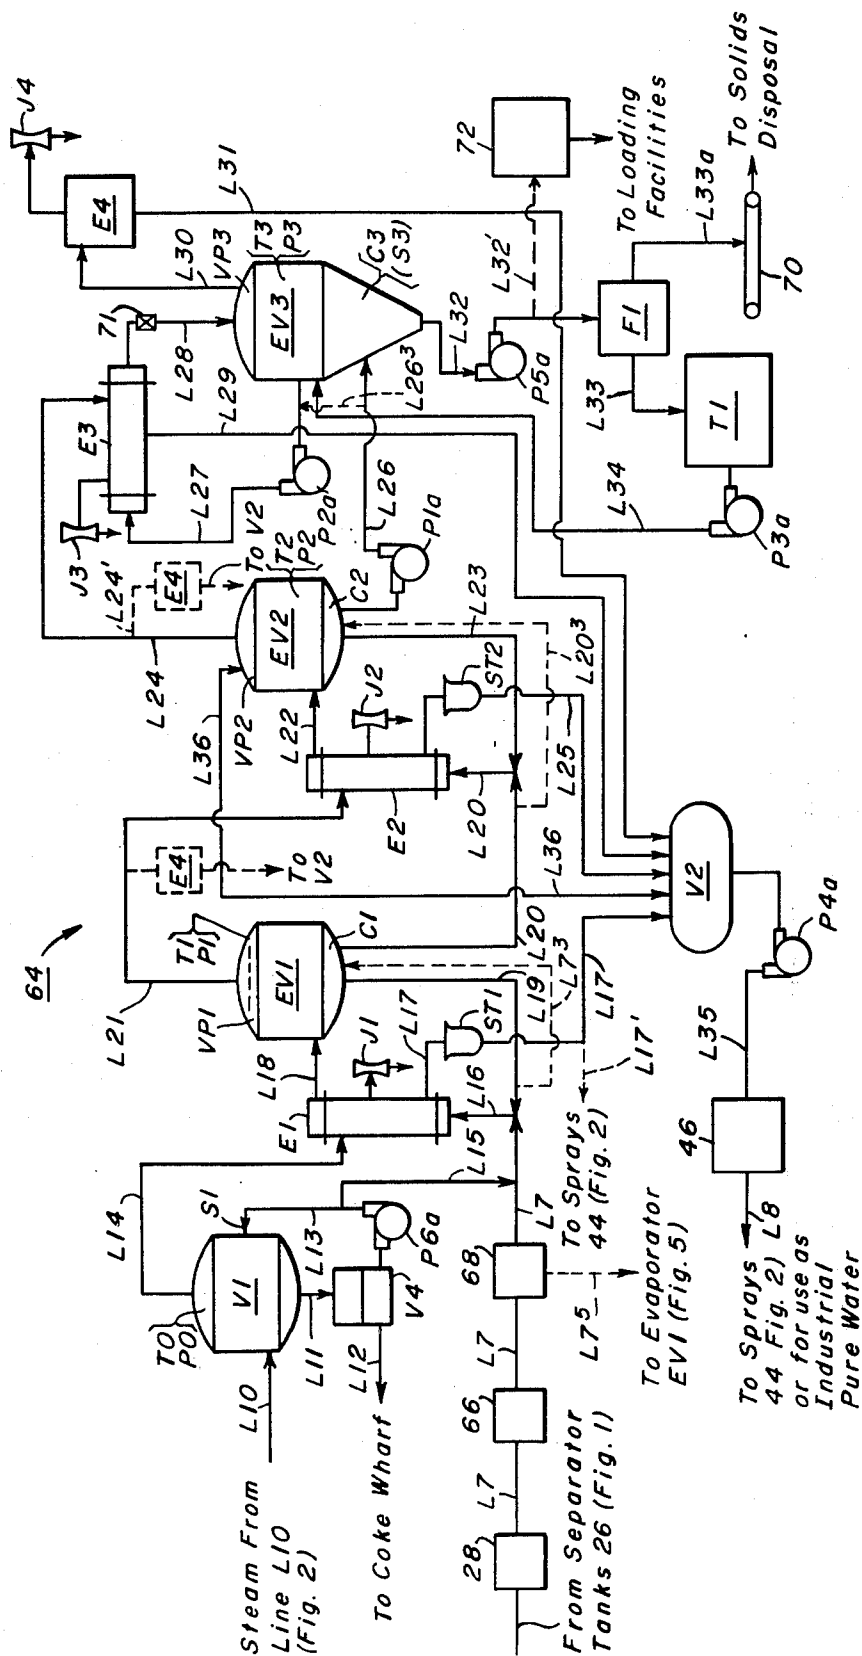 64
Steam From
Line L10
(Fig. 2)
L10
T0
P0
V1
S1
L14
L11
L12
To Coke Wharf
V4
P6a
L13
L15
E1
L18
J1
L16
L17
ST1
VP1
T1
P1
EV1
C1
L19
L7³
L20
L21
E4
To
V2
L36
L36
E2
L22
J2
L20
ST2
L25
L20³
VP2
EV2
T2
P2
C2
L23
L24
L24'
E4
To V2
J3
E3
L27
P2a
P1a
L26
L26³
L29
L28
71
EV3
VP3
T3
P3
C3
(S3)
L30
E4
J4
L31
L32
P5a
L32'
72
To Loading
Facilities
F1
L33
L33a
To Solids
Disposal
70
T1
P3a
L34
From Separator
Tanks 26 (Fig. 1)
28
L7
66
L7
68
L7
L7⁵
To Evaporator
EV1 (Fig. 5)
To Sprays
44 (Fig. 2)
L17'
L17
V2
P4a
L35
46
L8
To Sprays
44 Fig. 2)
or for use as
Industrial
Pure Water